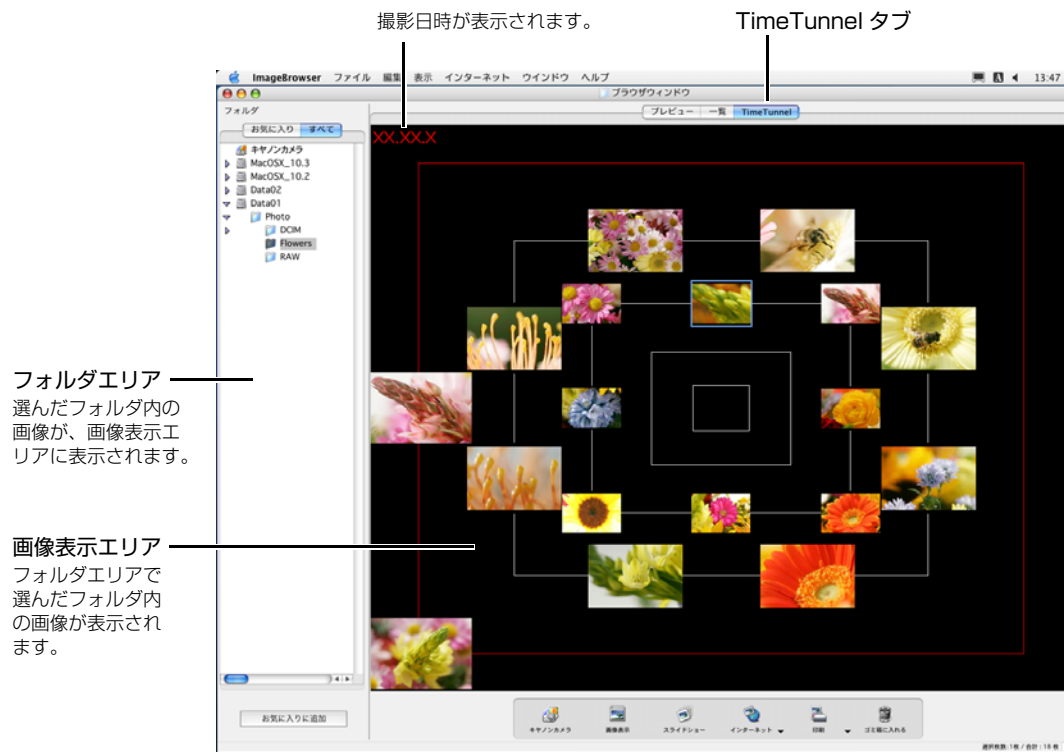 撮影日時が表示されます。
TimeTunnel タブ
ImageBrowser ファイル 編集 表示 インターネット ウインドウ ヘルプ
A 13:47
ブラウザウィンドウ
フォルダ
プレビュー 一覧 TimeTunnel
お気に入り すべて
XX.XX.X
キヤノンカメラ
MacOSX_10.3
MacOSX_10.2
Data02
Data01
Photo
DCIM
Flowers
RAW
フォルダエリア
選んだフォルダ内の
画像が、画像表示エ
リアに表示されます。
画像表示エリア
フォルダエリアで
選んだフォルダ内
の画像が表示され
ます。
お気に入りに追加
キヤノンカメラ 画像表示 スライドショー インターネット 印刷 ゴミ箱に入れる
選択枚数: 1枚 / 合計: 16 枚